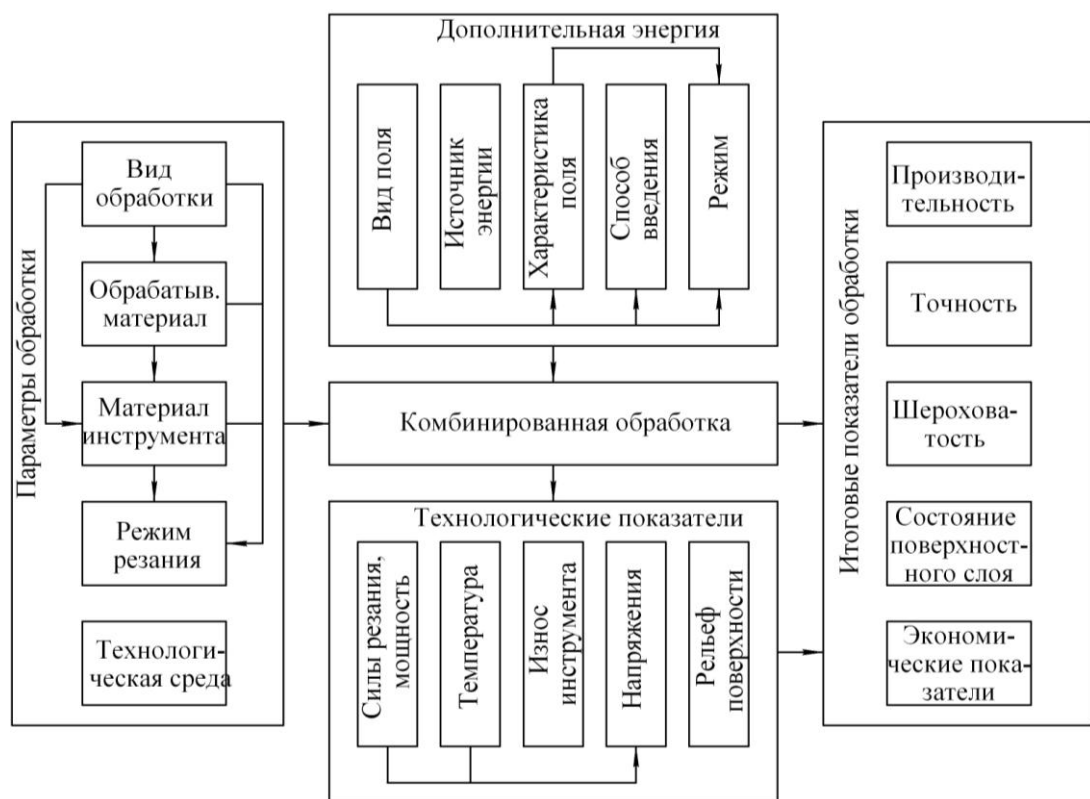 Параметры обработки
Вид
обработки
Обрабатыв.
материал
Материал
инструмента
Режим
резания
Технологи-
ческая среда
Дополнительная энергия
Вид поля
Источник
энергии
Характеристика
поля
Способ
введения
Режим
Комбинированная обработка
Технологические показатели
Силы резания,
мощность
Температура
Износ
инструмента
Напряжения
Рельеф
поверхности
Итоговые показатели обработки
Производи-
тельность
Точность
Шерохова-
тость
Состояние
поверхност-
ного слоя
Экономи-
ческие пока-
затели